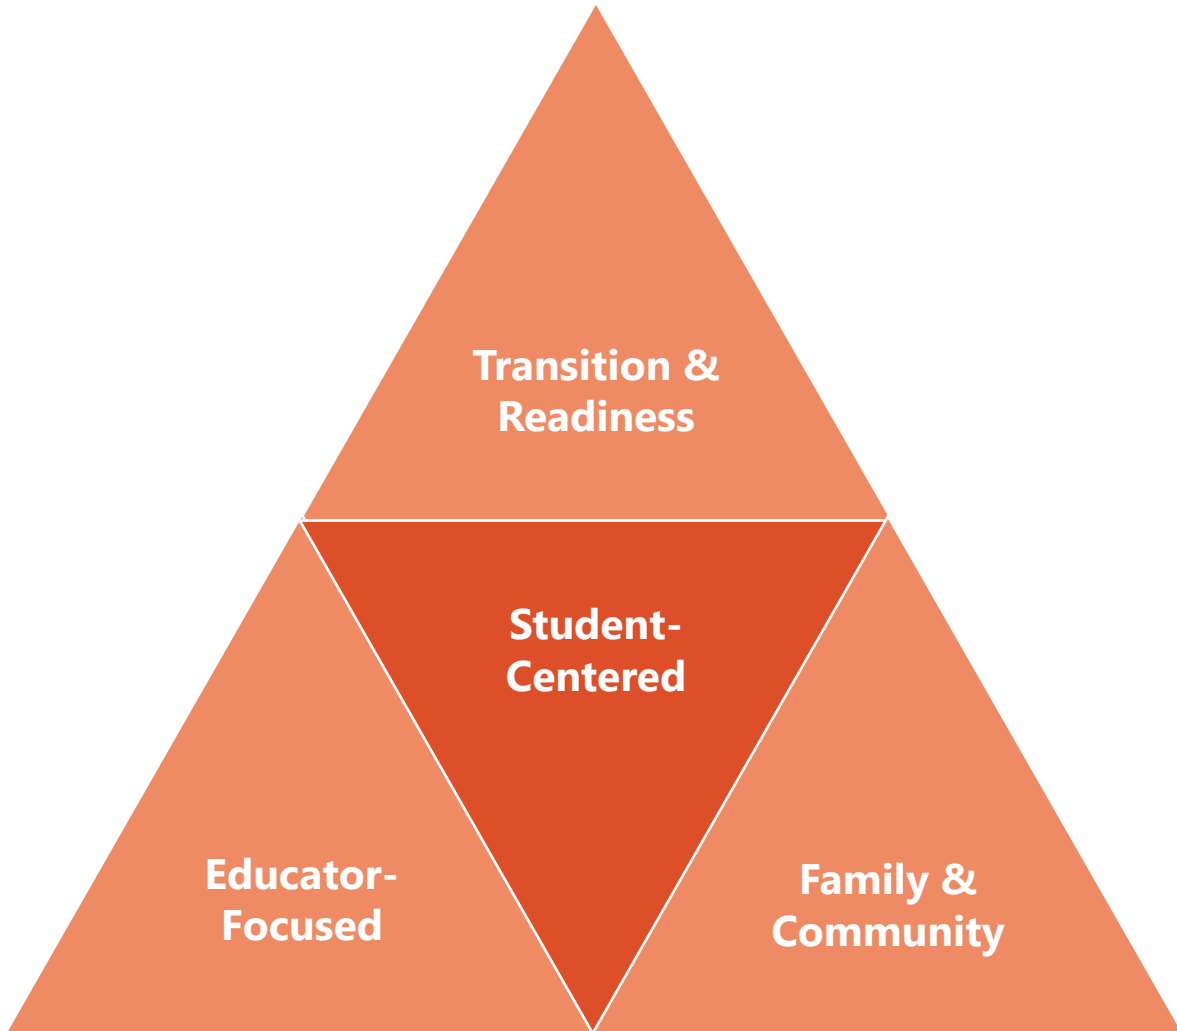 Transition &
Readiness
Student-
Centered
Educator-
Focused
Family &
Community